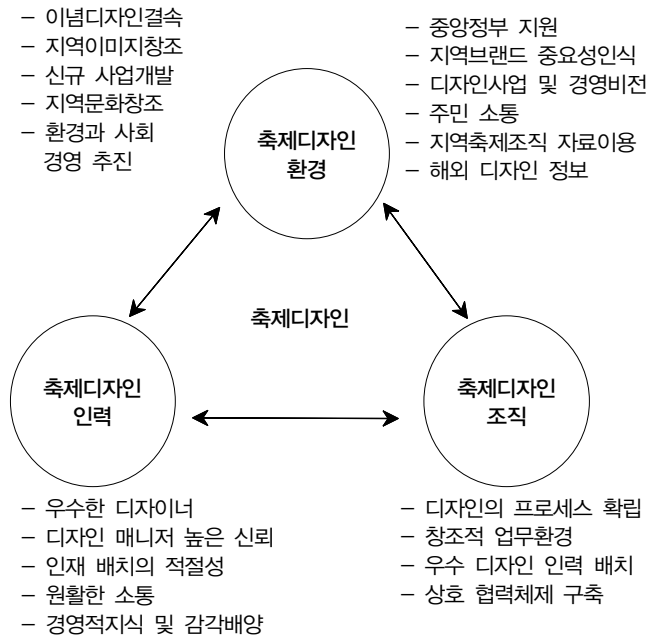 – 이념디자인결속
– 지역이미지창조
– 신규 사업개발
– 지역문화창조
– 환경과 사회
경영 추진
– 중앙정부 지원
– 지역브랜드 중요성인식
– 디자인사업 및 경영비전
– 주민 소통
– 지역축제조직 자료이용
– 해외 디자인 정보
축제디자인
환경
축제디자인
축제디자인
인력
축제디자인
조직
– 우수한 디자이너
– 디자인 매니저 높은 신뢰
– 인재 배치의 적절성
– 원활한 소통
– 경영적지식 및 감각배양
– 디자인의 프로세스 확립
– 창조적 업무환경
– 우수 디자인 인력 배치
– 상호 협력체제 구축